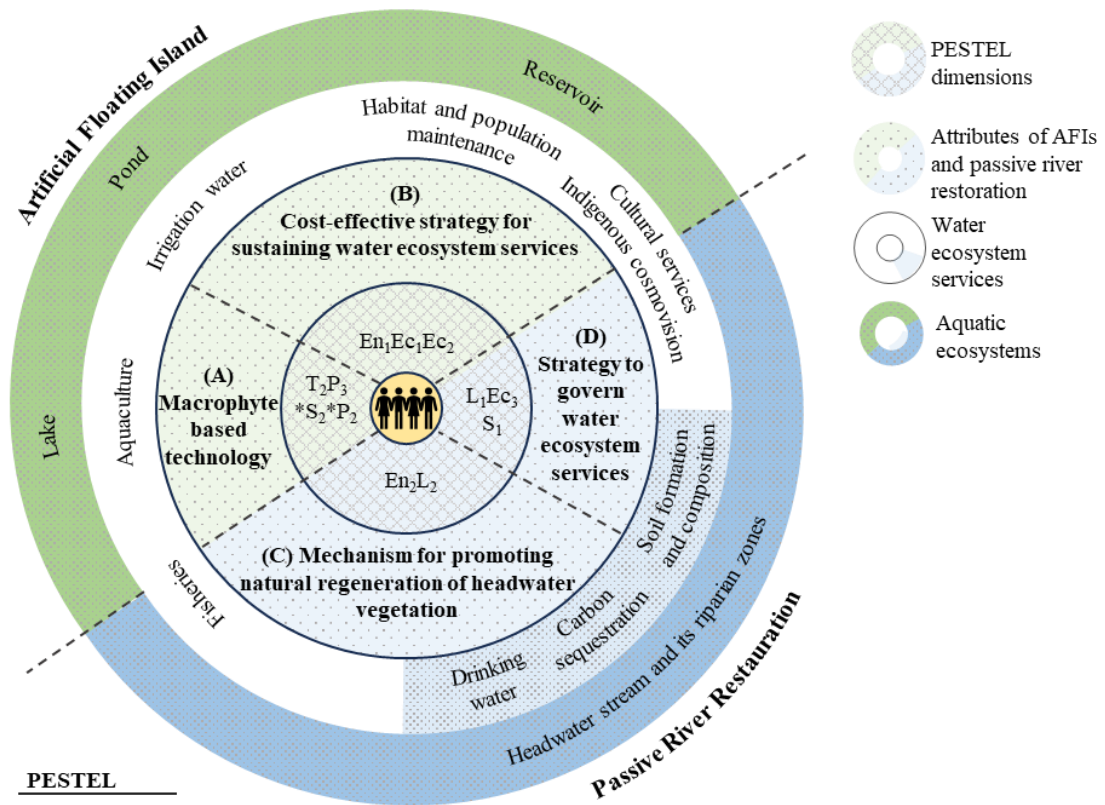 Artificial Floating Island
Lake
Pond
Reservoir
Fisheries
Aquaculture
Irrigation water
Habitat and population
maintenance
Cultural services
Indigenous cosmovision
(B)
Cost-effective strategy for
sustaining water ecosystem services
(A)
Macrophyte
based
technology
(D)
Strategy to
govern
water
ecosystem
services
(C) Mechanism for promoting
natural regeneration of headwater
vegetation
En₁Ec₁Ec₂
T₂P₃
*S₂*P₂
L₁Ec₃
S₁
En₂L₂
Soil formation
and composition
Carbon
sequestration
Drinking
water
Headwater stream and its riparian zones
Passive River Restauration
PESTEL
dimensions
Attributes of AFIs
and passive river
restoration
Water
ecosystem
services
Aquatic
ecosystems
PESTEL